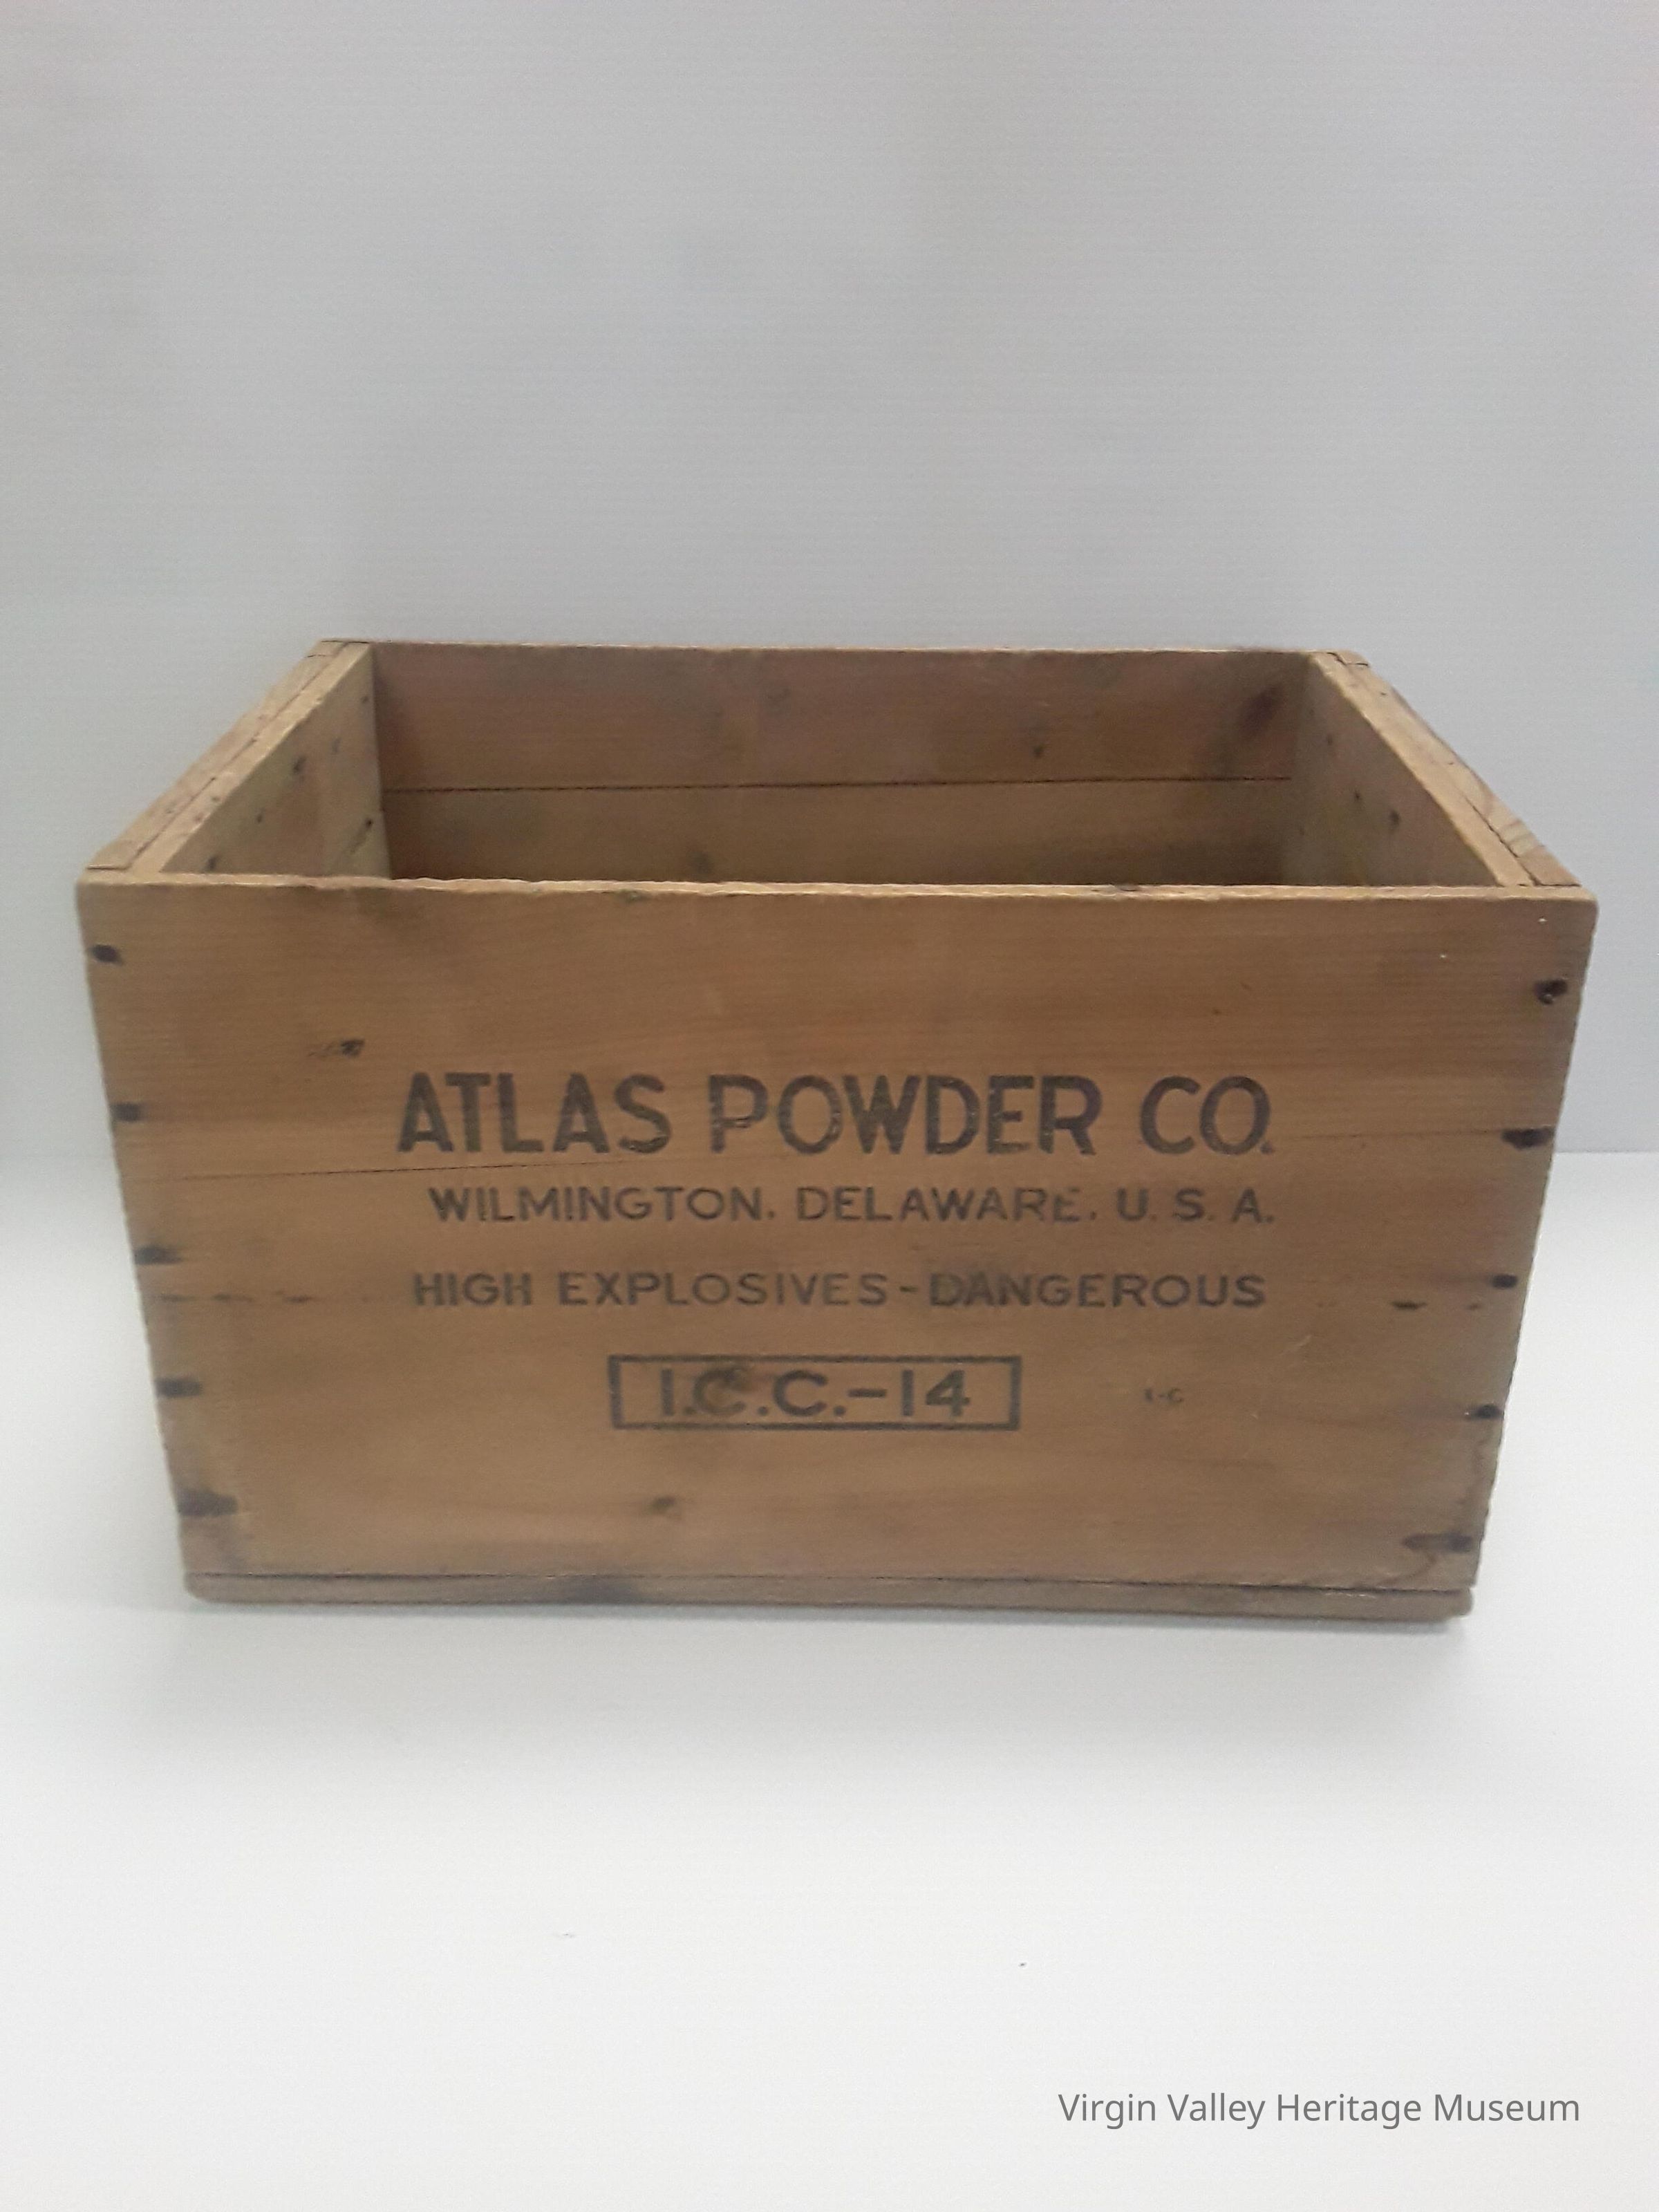 ATLAS POWDER CO.
WILMINGTON. DELAWARE. U. S. A.
HIGH EXPLOSIVES-DANGEROUS
I.C.C.-14
Virgin Valley Heritage Museum